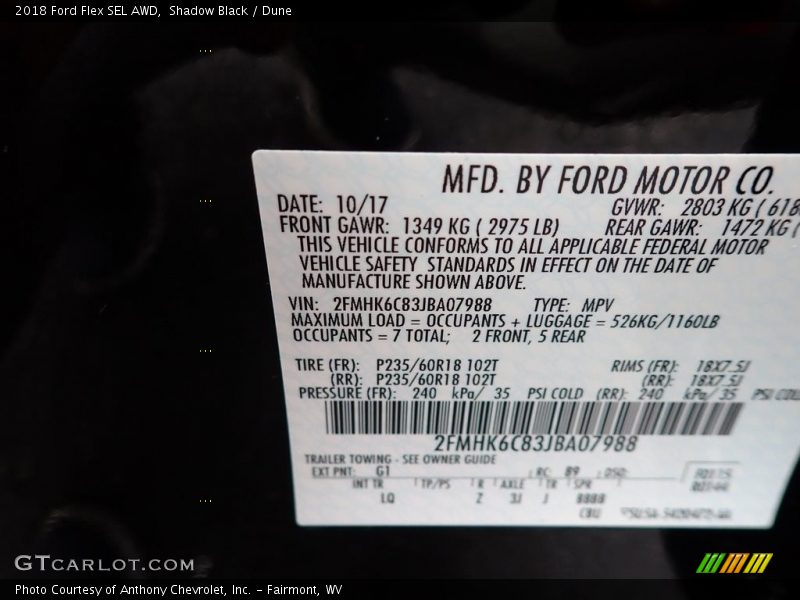 2018 Ford Flex SEL AWD,  Shadow Black / Dune
MFD. BY FORD MOTOR CO.
DATE: 10/17 GVWR: 2803 KG ( 618
FRONT GAWR: 1349 KG ( 2975 LB) REAR GAWR: 1472 KG (
THIS VEHICLE CONFORMS TO ALL APPLICABLE FEDERAL MOTOR
VEHICLE SAFETY STANDARDS IN EFFECT ON THE DATE OF
MANUFACTURE SHOWN ABOVE.
VIN: 2FMHK6C83JBA07988 TYPE: MPV
MAXIMUM LOAD = OCCUPANTS + LUGGAGE = 526KG/1160LB
OCCUPANTS = 7 TOTAL; 2 FRONT, 5 REAR
TIRE (FR): P235/60R18 102T RIMS (FR): 18X7.5J
(RR): P235/60R18 102T (RR): 18X7.5J
PRESSURE (FR): 240 kPa/ 35 PSI COLD (RR): 240 kPa/ 35 PSI COLD
2FMHK6C83JBA07988
TRAILER TOWING - SEE OWNER GUIDE
EXT PNT: G1 RC: 89 DSO:
INT TR TP/PS R AXLE TR SPR
LQ Z 3J J 8888
GTCARLOT.COM
Photo Courtesy of Anthony Chevrolet, Inc. - Fairmont, WV